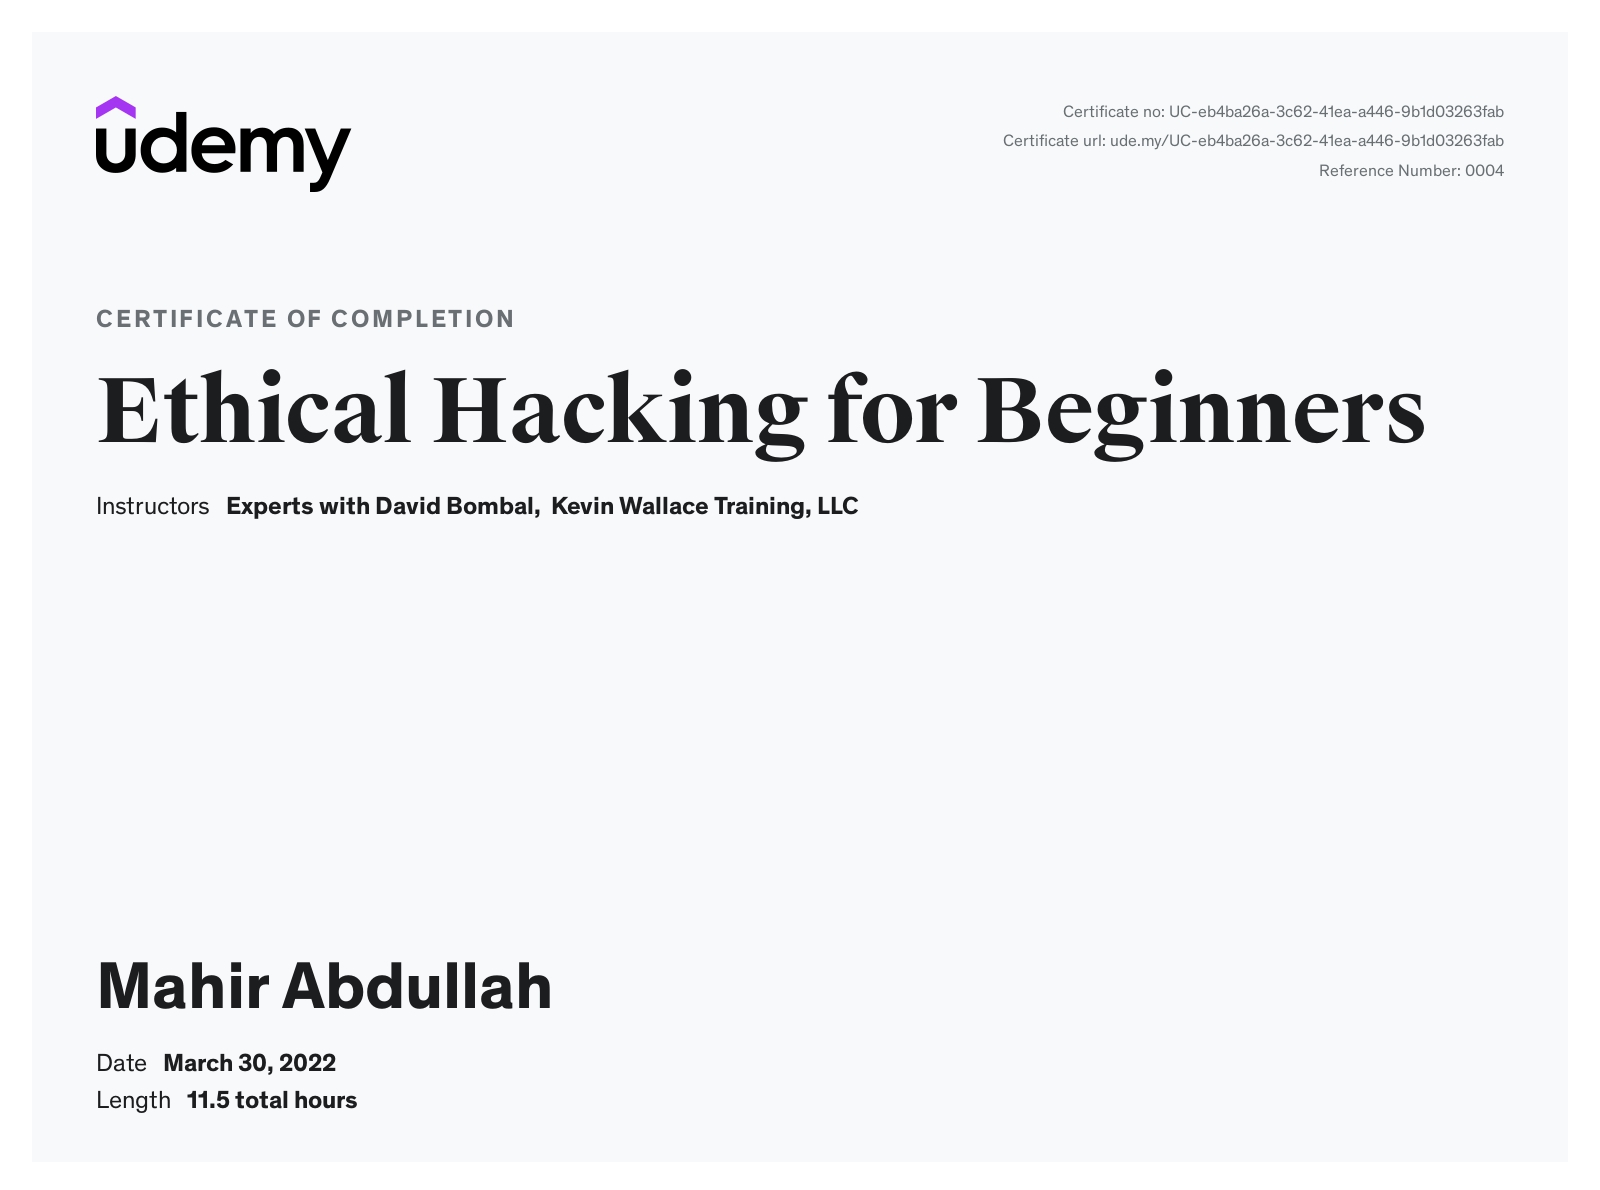 udemy
Certificate no: UC-eb4ba26a-3c62-41ea-a446-9b1d03263fab
Certificate url: ude.my/UC-eb4ba26a-3c62-41ea-a446-9b1d03263fab
Reference Number: 0004
CERTIFICATE OF COMPLETION
Ethical Hacking for Beginners
Instructors Experts with David Bombal, Kevin Wallace Training, LLC
Mahir Abdullah
Date March 30, 2022
Length 11.5 total hours